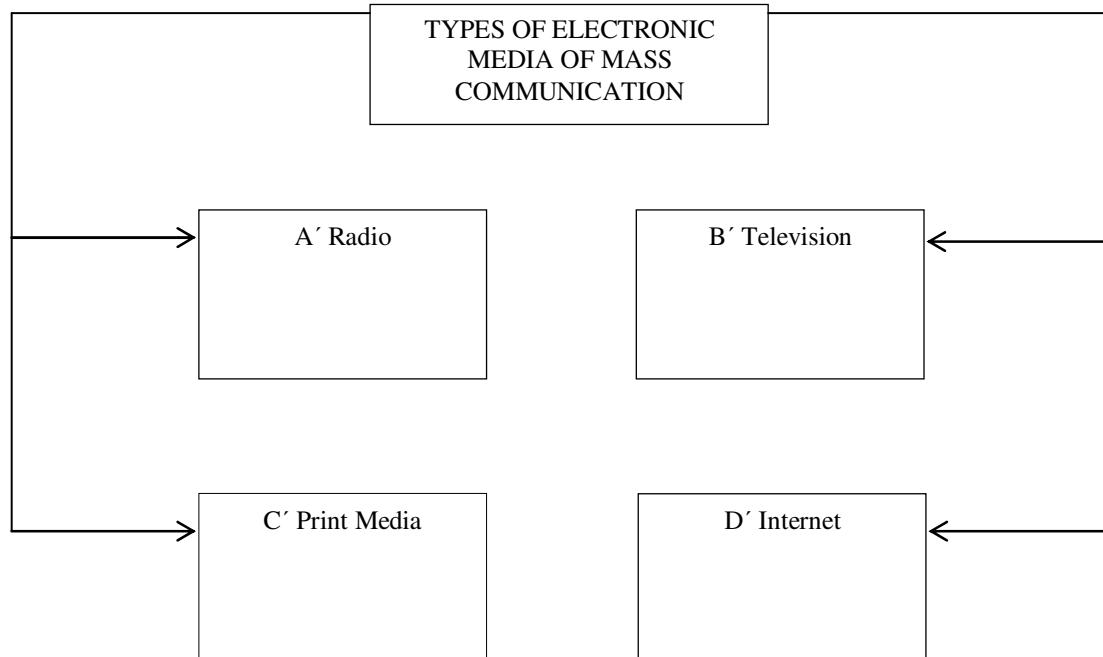 TYPES OF ELECTRONIC
MEDIA OF MASS
COMMUNICATION
A´ Radio
B´ Television
C´ Print Media
D´ Internet